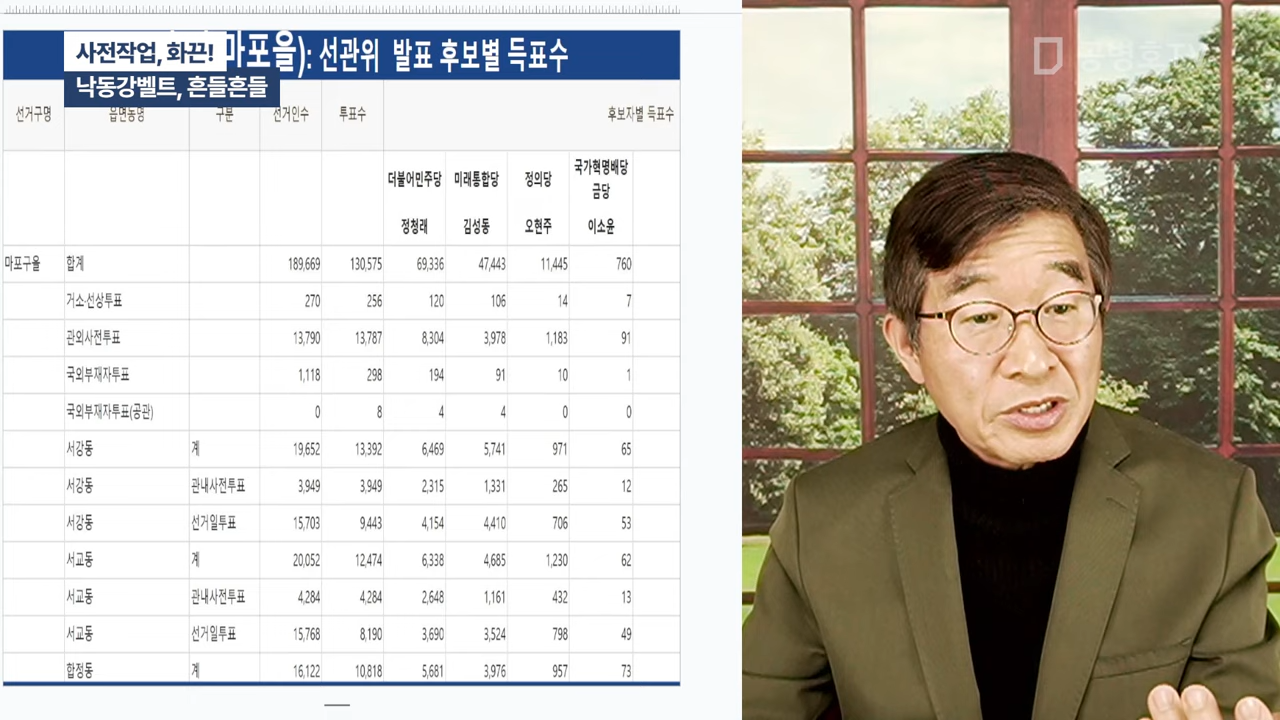 사전작업, 화끈!
낙동강벨트, 흔들흔들
마포을): 선관위 발표 후보별 득표수
공병호TV
선거구명 읍면동명 구분 선거인수 투표수 후보자별 득표수
더불어민주당 미래통합당 정의당 국가혁명배당
금당
정청래 김성동 오현주 이소윤
마포구을 합계 189,669 130,575 69,336 47,443 11,445 760
거소·선상투표 270 256 120 106 14 7
관외사전투표 13,790 13,787 8,304 3,978 1,183 91
국외부재자투표 1,118 298 194 91 10 1
국외부재자투표(공관) 0 8 4 4 0 0
서강동 계 19,652 13,392 6,469 5,741 971 65
서강동 관내사전투표 3,949 3,949 2,315 1,331 265 12
서강동 선거일투표 15,703 9,443 4,154 4,410 706 53
서교동 계 20,052 12,474 6,338 4,685 1,230 62
서교동 관내사전투표 4,284 4,284 2,648 1,161 432 13
서교동 선거일투표 15,768 8,190 3,690 3,524 798 49
합정동 계 16,122 10,818 5,681 3,976 957 73